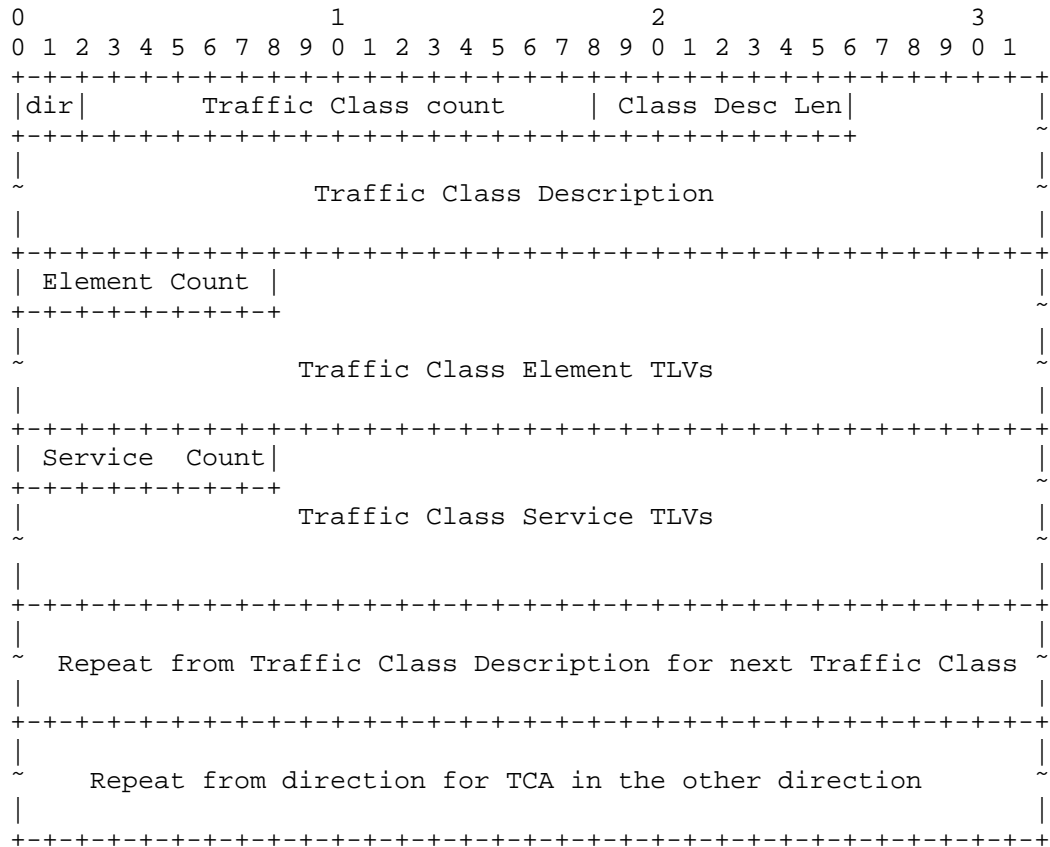 0                   1                   2                   3
0 1 2 3 4 5 6 7 8 9 0 1 2 3 4 5 6 7 8 9 0 1 2 3 4 5 6 7 8 9 0 1
+-+-+-+-+-+-+-+-+-+-+-+-+-+-+-+-+-+-+-+-+-+-+-+-+-+-+-+-+-+-+-+-+
|dir|       Traffic Class count     | Class Desc Len|           |
+-+-+-+-+-+-+-+-+-+-+-+-+-+-+-+-+-+-+-+-+-+-+-+-+-+-+           ~
|                                                               |
~                  Traffic Class Description                    ~
|                                                               |
+-+-+-+-+-+-+-+-+-+-+-+-+-+-+-+-+-+-+-+-+-+-+-+-+-+-+-+-+-+-+-+-+
| Element Count |                                               |
+-+-+-+-+-+-+-+-+                                               ~
|                                                               |
~                 Traffic Class Element TLVs                    ~
|                                                               |
+-+-+-+-+-+-+-+-+-+-+-+-+-+-+-+-+-+-+-+-+-+-+-+-+-+-+-+-+-+-+-+-+
| Service  Count|                                               |
+-+-+-+-+-+-+-+-+                                               ~
|                 Traffic Class Service TLVs                    |
~                                                               ~
|                                                               |
+-+-+-+-+-+-+-+-+-+-+-+-+-+-+-+-+-+-+-+-+-+-+-+-+-+-+-+-+-+-+-+-+
|                                                               |
~  Repeat from Traffic Class Description for next Traffic Class ~
|                                                               |
+-+-+-+-+-+-+-+-+-+-+-+-+-+-+-+-+-+-+-+-+-+-+-+-+-+-+-+-+-+-+-+-+
|                                                               |
~    Repeat from direction for TCA in the other direction       ~
|                                                               |
+-+-+-+-+-+-+-+-+-+-+-+-+-+-+-+-+-+-+-+-+-+-+-+-+-+-+-+-+-+-+-+-+